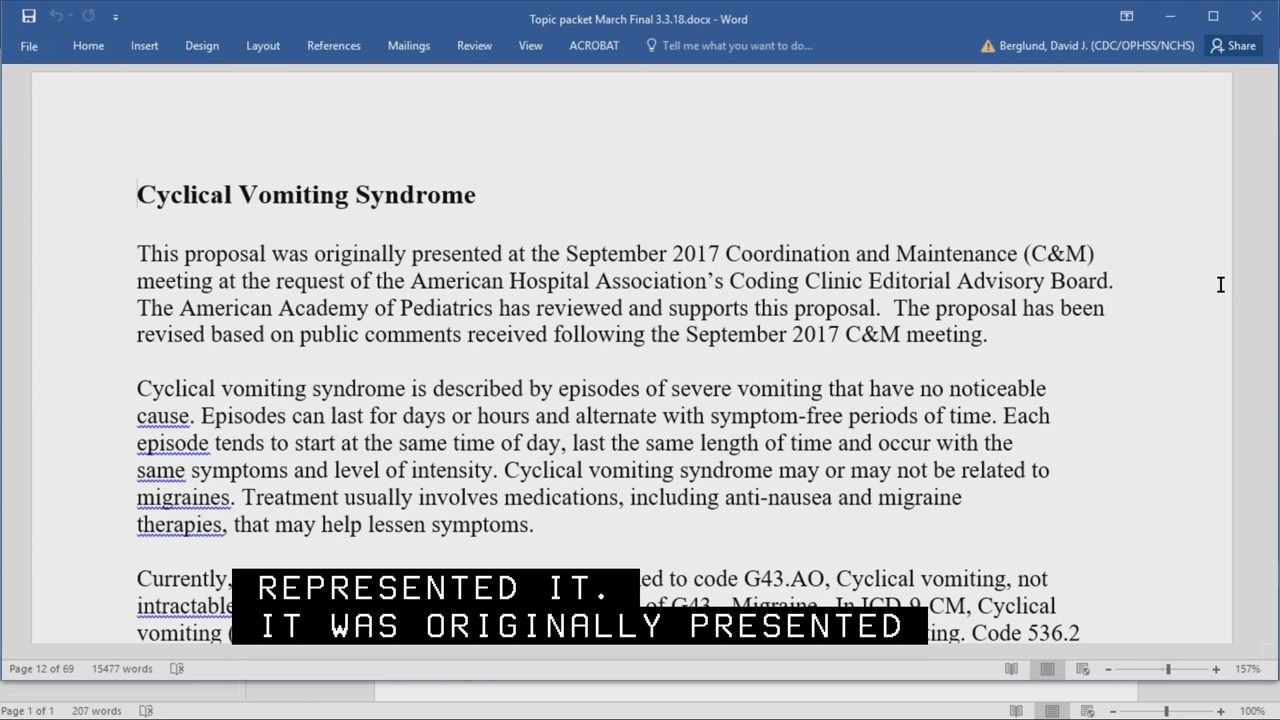 Topic packet March Final 3.3.18.docx - Word
File Home Insert Design Layout References Mailings Review View ACROBAT Tell me what you want to do... Berglund, David J. (CDC/OPHSS/NCHS) Share
Cyclical Vomiting Syndrome
This proposal was originally presented at the September 2017 Coordination and Maintenance (C&M)
meeting at the request of the American Hospital Association’s Coding Clinic Editorial Advisory Board.
The American Academy of Pediatrics has reviewed and supports this proposal.  The proposal has been
revised based on public comments received following the September 2017 C&M meeting.
Cyclical vomiting syndrome is described by episodes of severe vomiting that have no noticeable
cause. Episodes can last for days or hours and alternate with symptom-free periods of time. Each
episode tends to start at the same time of day, last the same length of time and occur with the
same symptoms and level of intensity. Cyclical vomiting syndrome may or may not be related to
migraines. Treatment usually involves medications, including anti-nausea and migraine
therapies, that may help lessen symptoms.
Currently, ed to code G43.AO, Cyclical vomiting, not
intractable of G43 Migraine. In ICD-9-CM, Cyclical
vomiting ( ting. Code 536.2
REPRESENTED IT.
IT WAS ORIGINALLY PRESENTED
Page 12 of 69 15477 words 157%
Page 1 of 1 207 words 100%